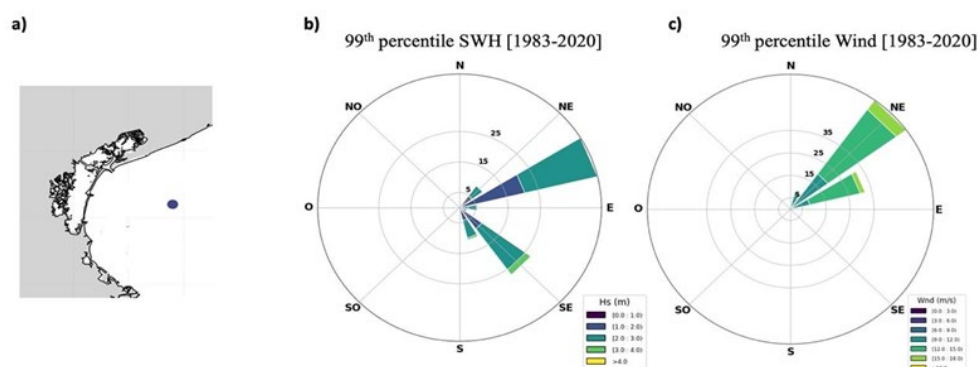 a)
b)
c)
99th percentile SWH [1983-2020]
99th percentile Wind [1983-2020]
N
NO
NE
25
15
5
O
E
SO
SE
S
Hs (m)
[0.0 : 1.0)
[1.0 : 2.0)
[2.0 : 3.0)
[3.0 : 4.0)
>4.0
N
NO
NE
35
25
15
5
O
E
SO
SE
S
Wnd (m/s)
[0.0 : 3.0)
[3.0 : 6.0)
[6.0 : 9.0)
[9.0 : 12.0)
[12.0 : 15.0)
[15.0 : 18.0)